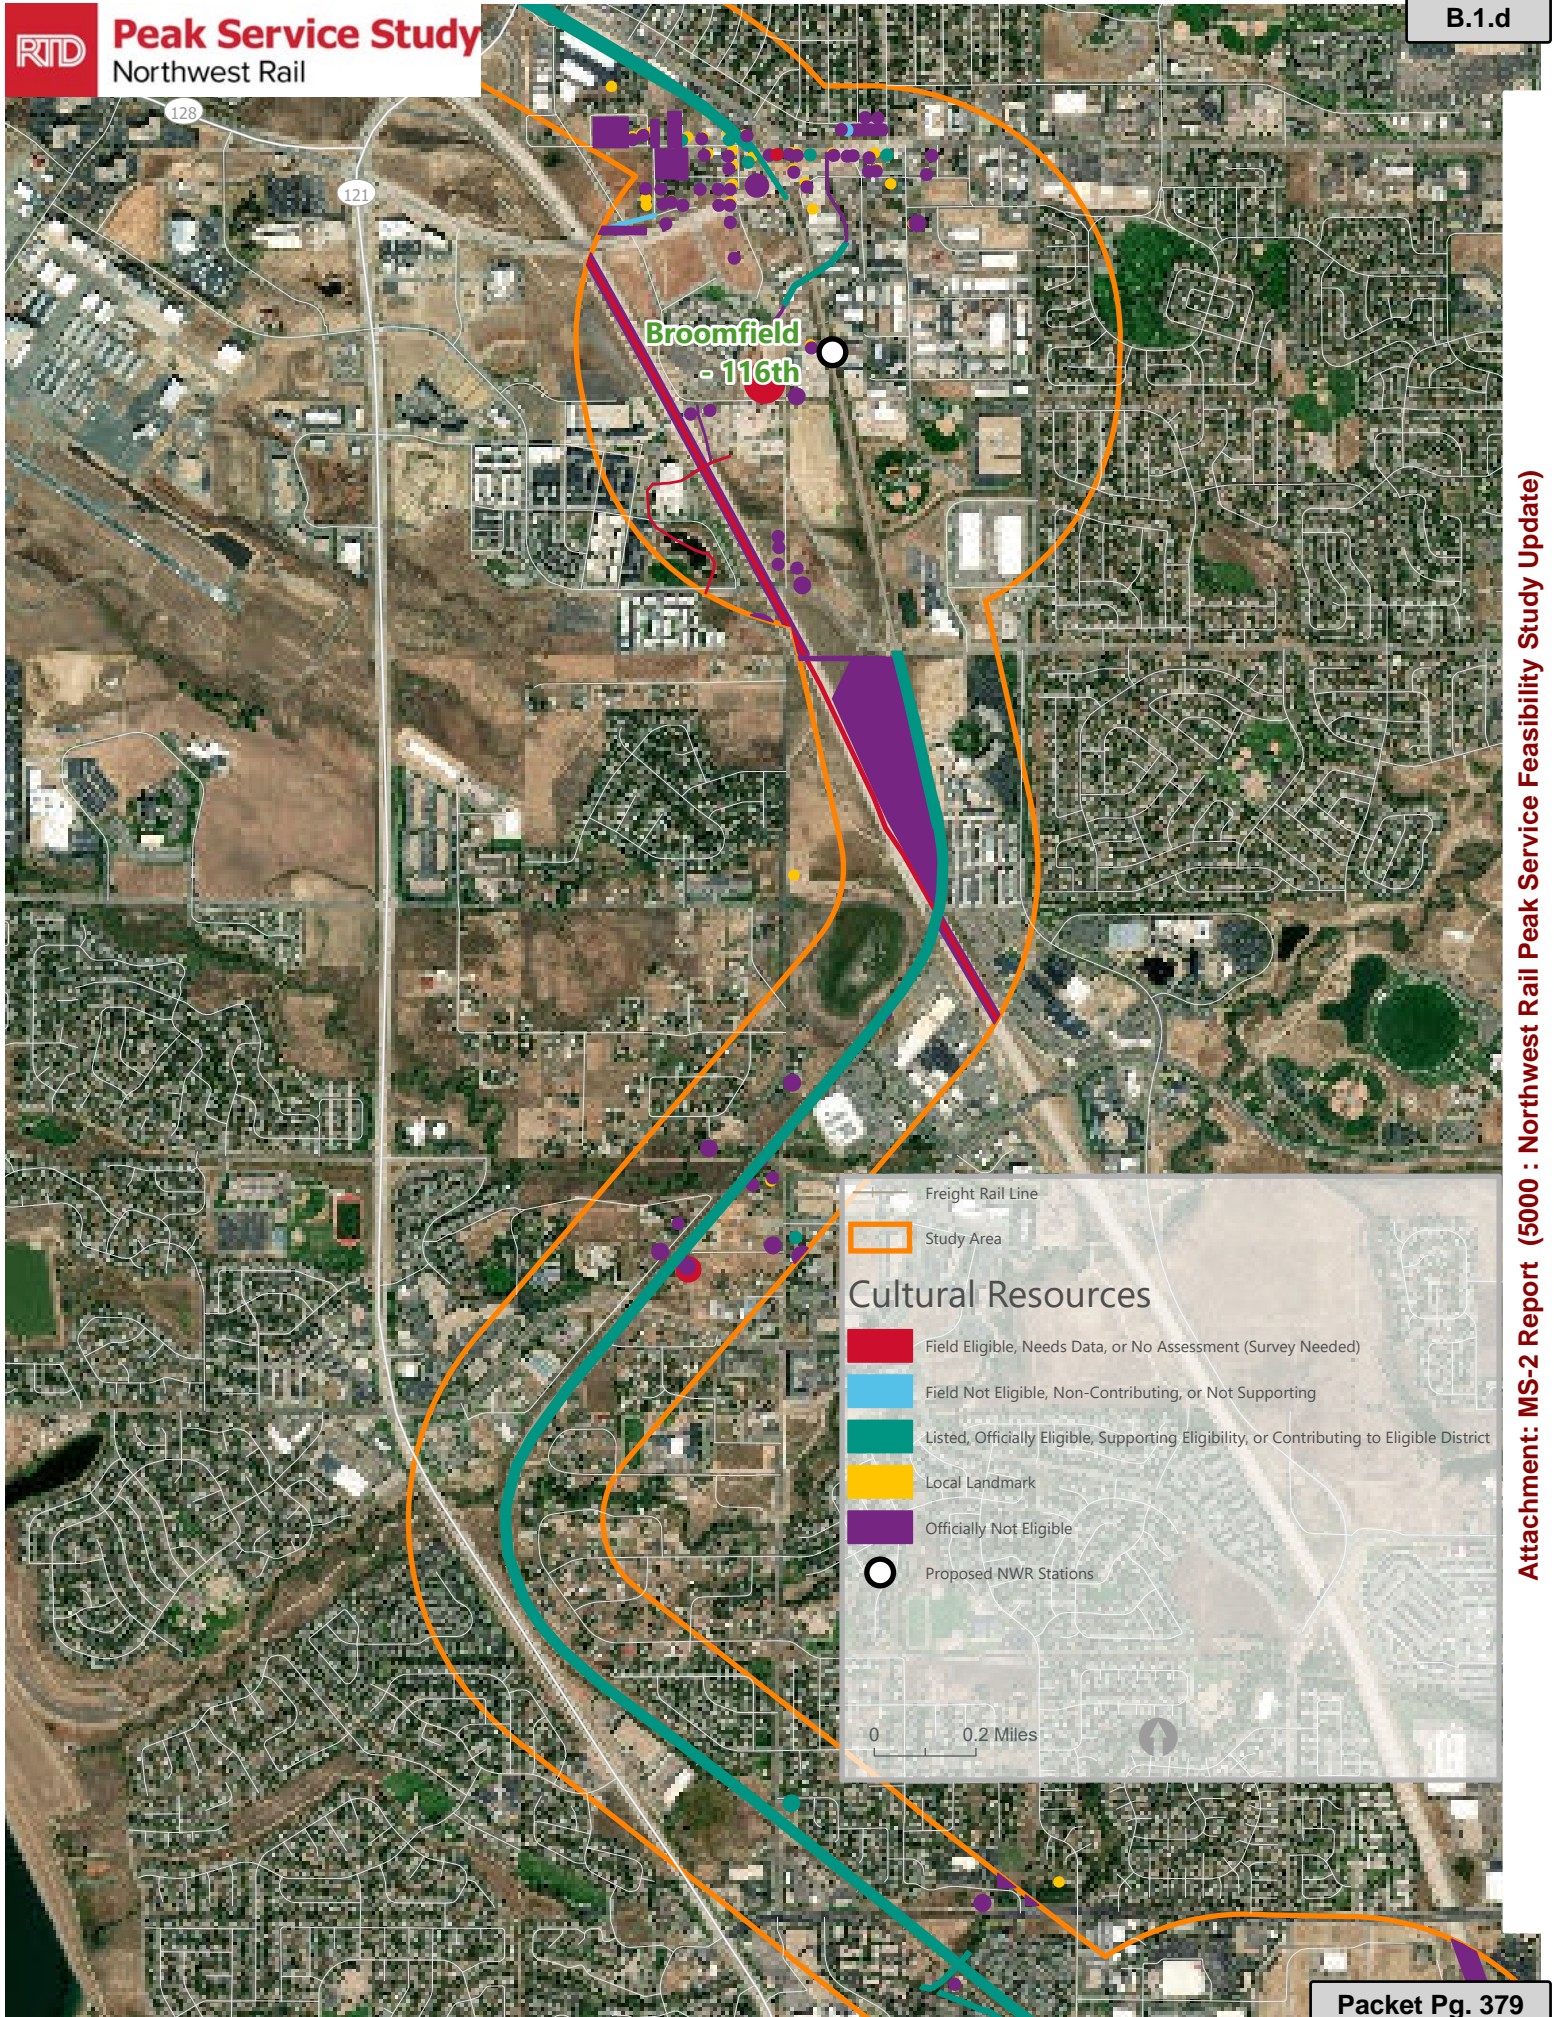 B.1.d
RTD
Peak Service Study
Northwest Rail
128
121
Broomfield
- 116th
Freight Rail Line
Study Area
Cultural Resources
Field Eligible, Needs Data, or No Assessment (Survey Needed)
Field Not Eligible, Non-Contributing, or Not Supporting
Listed, Officially Eligible, Supporting Eligibility, or Contributing to Eligible District
Local Landmark
Officially Not Eligible
Proposed NWR Stations
0 0.2 Miles
Attachment: MS-2 Report (5000 : Northwest Rail Peak Service Feasibility Study Update)
Packet Pg. 379